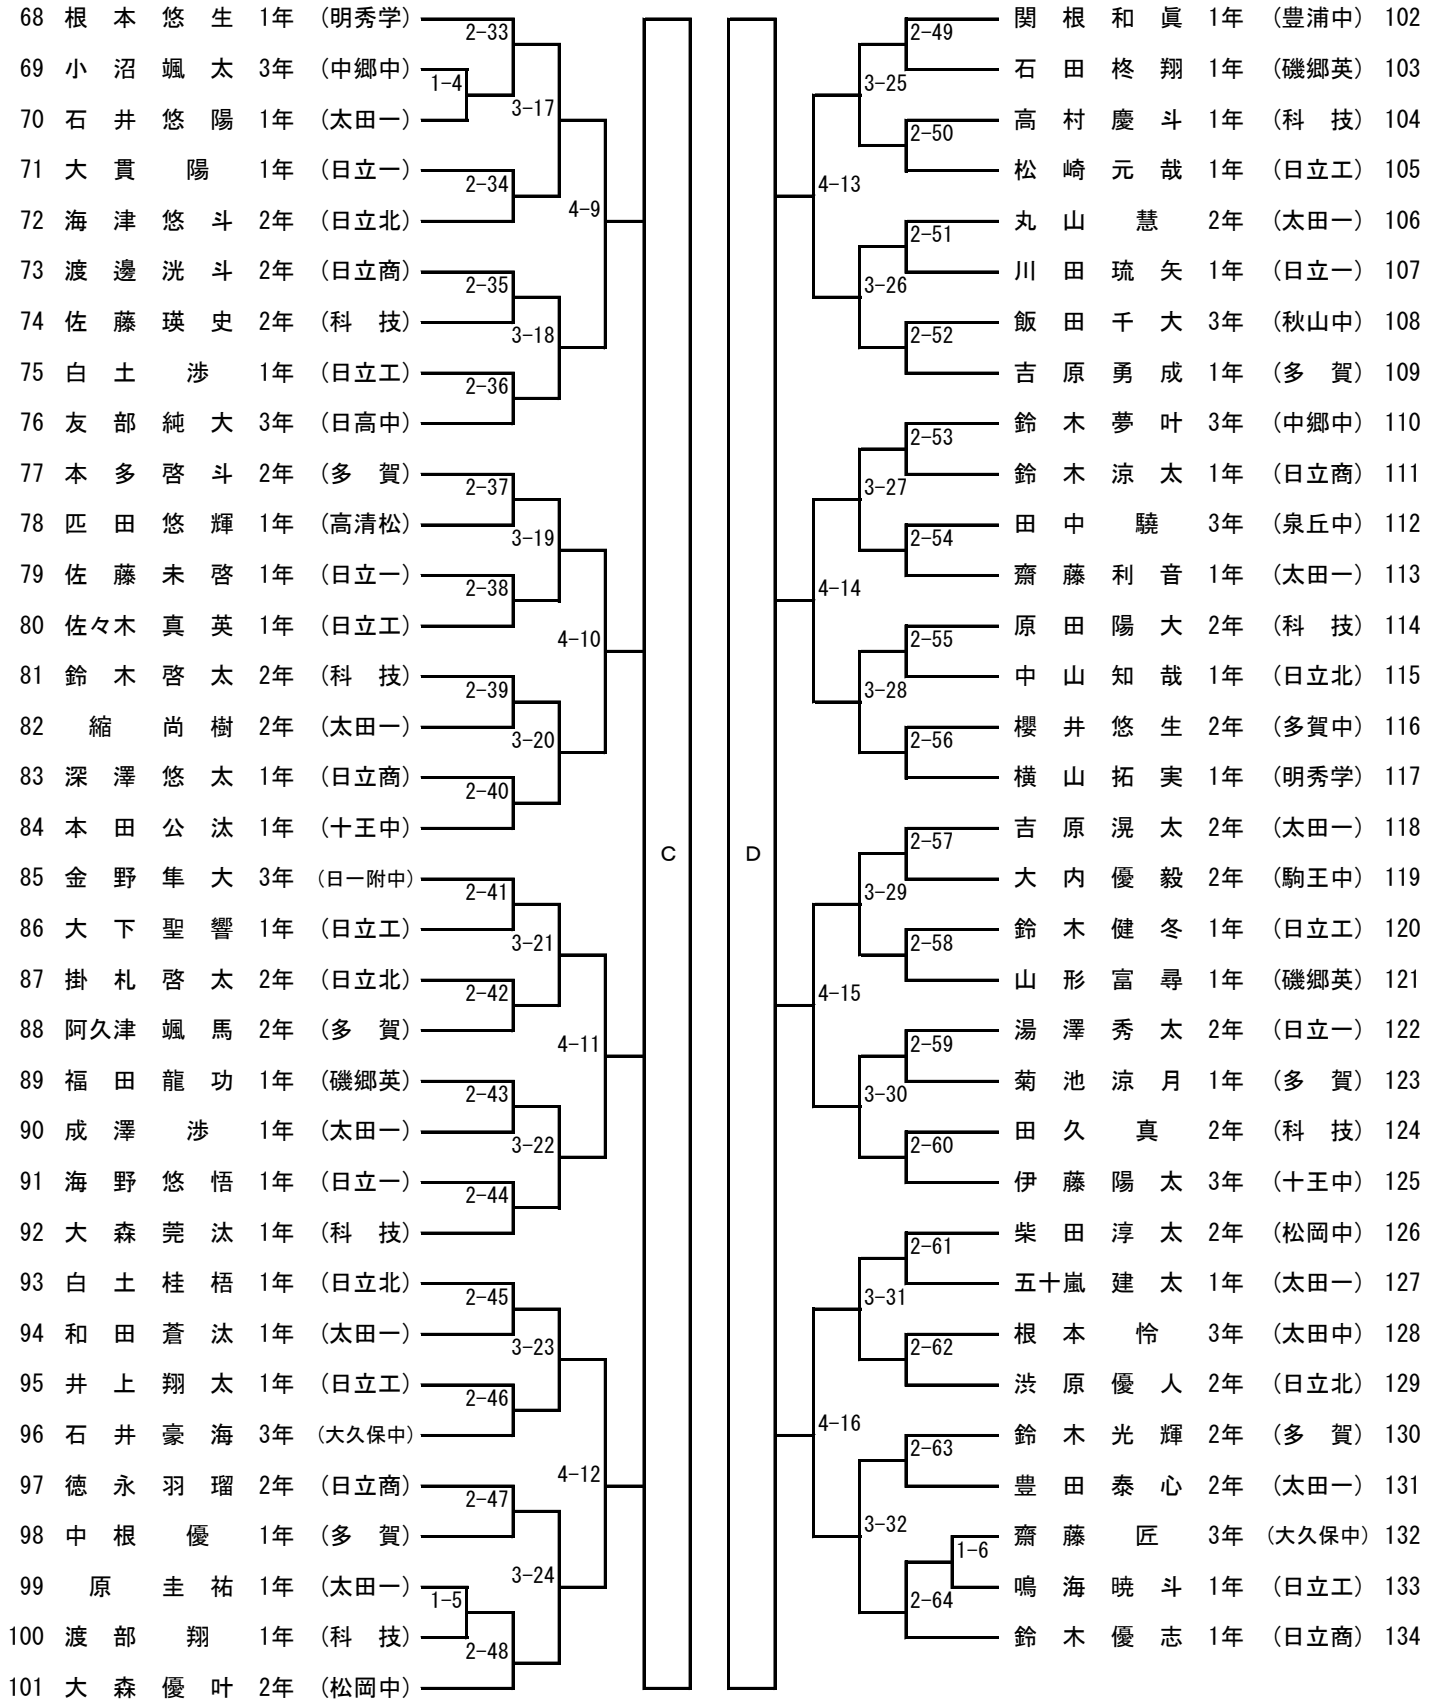 68 根本悠生 1年 (明秀学)
2-33
69 小沼颯太 3年 (中郷中)
1-4
70 石井悠陽 1年 (太田一)
3-17
71 大貫陽 1年 (日立一)
2-34
72 海津悠斗 2年 (日立北)
4-9
73 渡邊洸斗 2年 (日立商)
2-35
74 佐藤瑛史 2年 (科技)
3-18
75 白土渉 1年 (日立工)
2-36
76 友部純大 3年 (日高中)
77 本多啓斗 2年 (多賀)
2-37
78 匹田悠輝 1年 (高清松)
3-19
79 佐藤未啓 1年 (日立一)
2-38
80 佐々木真英 1年 (日立工)
4-10
81 鈴木啓太 2年 (科技)
2-39
82 縮尚樹 2年 (太田一)
3-20
83 深澤悠太 1年 (日立商)
2-40
84 本田公汰 1年 (十王中)
C
85 金野隼大 3年 (日一附中)
2-41
86 大下聖響 1年 (日立工)
3-21
87 掛札啓太 2年 (日立北)
2-42
88 阿久津颯馬 2年 (多賀)
4-11
89 福田龍功 1年 (磯郷英)
2-43
90 成澤渉 1年 (太田一)
3-22
91 海野悠悟 1年 (日立一)
2-44
92 大森莞汰 1年 (科技)
93 白土桂梧 1年 (日立北)
2-45
94 和田蒼汰 1年 (太田一)
3-23
95 井上翔太 1年 (日立工)
2-46
96 石井豪海 3年 (大久保中)
4-12
97 徳永羽瑠 2年 (日立商)
2-47
98 中根優 1年 (多賀)
3-24
99 原圭祐 1年 (太田一)
1-5
100 渡部翔 1年 (科技)
2-48
101 大森優叶 2年 (松岡中)
関根和眞 1年 (豊浦中) 102
2-49
石田柊翔 1年 (磯郷英) 103
3-25
高村慶斗 1年 (科技) 104
2-50
松崎元哉 1年 (日立工) 105
4-13
丸山慧 2年 (太田一) 106
2-51
川田琉矢 1年 (日立一) 107
3-26
飯田千大 3年 (秋山中) 108
2-52
吉原勇成 1年 (多賀) 109
鈴木夢叶 3年 (中郷中) 110
2-53
鈴木涼太 1年 (日立商) 111
3-27
田中驍 3年 (泉丘中) 112
2-54
齋藤利音 1年 (太田一) 113
4-14
原田陽大 2年 (科技) 114
2-55
中山知哉 1年 (日立北) 115
3-28
櫻井悠生 2年 (多賀中) 116
2-56
横山拓実 1年 (明秀学) 117
吉原滉太 2年 (太田一) 118
2-57
D
大内優毅 2年 (駒王中) 119
3-29
鈴木健冬 1年 (日立工) 120
2-58
山形富尋 1年 (磯郷英) 121
4-15
湯澤秀太 2年 (日立一) 122
2-59
菊池涼月 1年 (多賀) 123
3-30
田久真 2年 (科技) 124
2-60
伊藤陽太 3年 (十王中) 125
柴田淳太 2年 (松岡中) 126
2-61
五十嵐建太 1年 (太田一) 127
3-31
根本怜 3年 (太田中) 128
2-62
渋原優人 2年 (日立北) 129
4-16
鈴木光輝 2年 (多賀) 130
2-63
豊田泰心 2年 (太田一) 131
3-32
齋藤匠 3年 (大久保中) 132
1-6
鳴海暁斗 1年 (日立工) 133
2-64
鈴木優志 1年 (日立商) 134